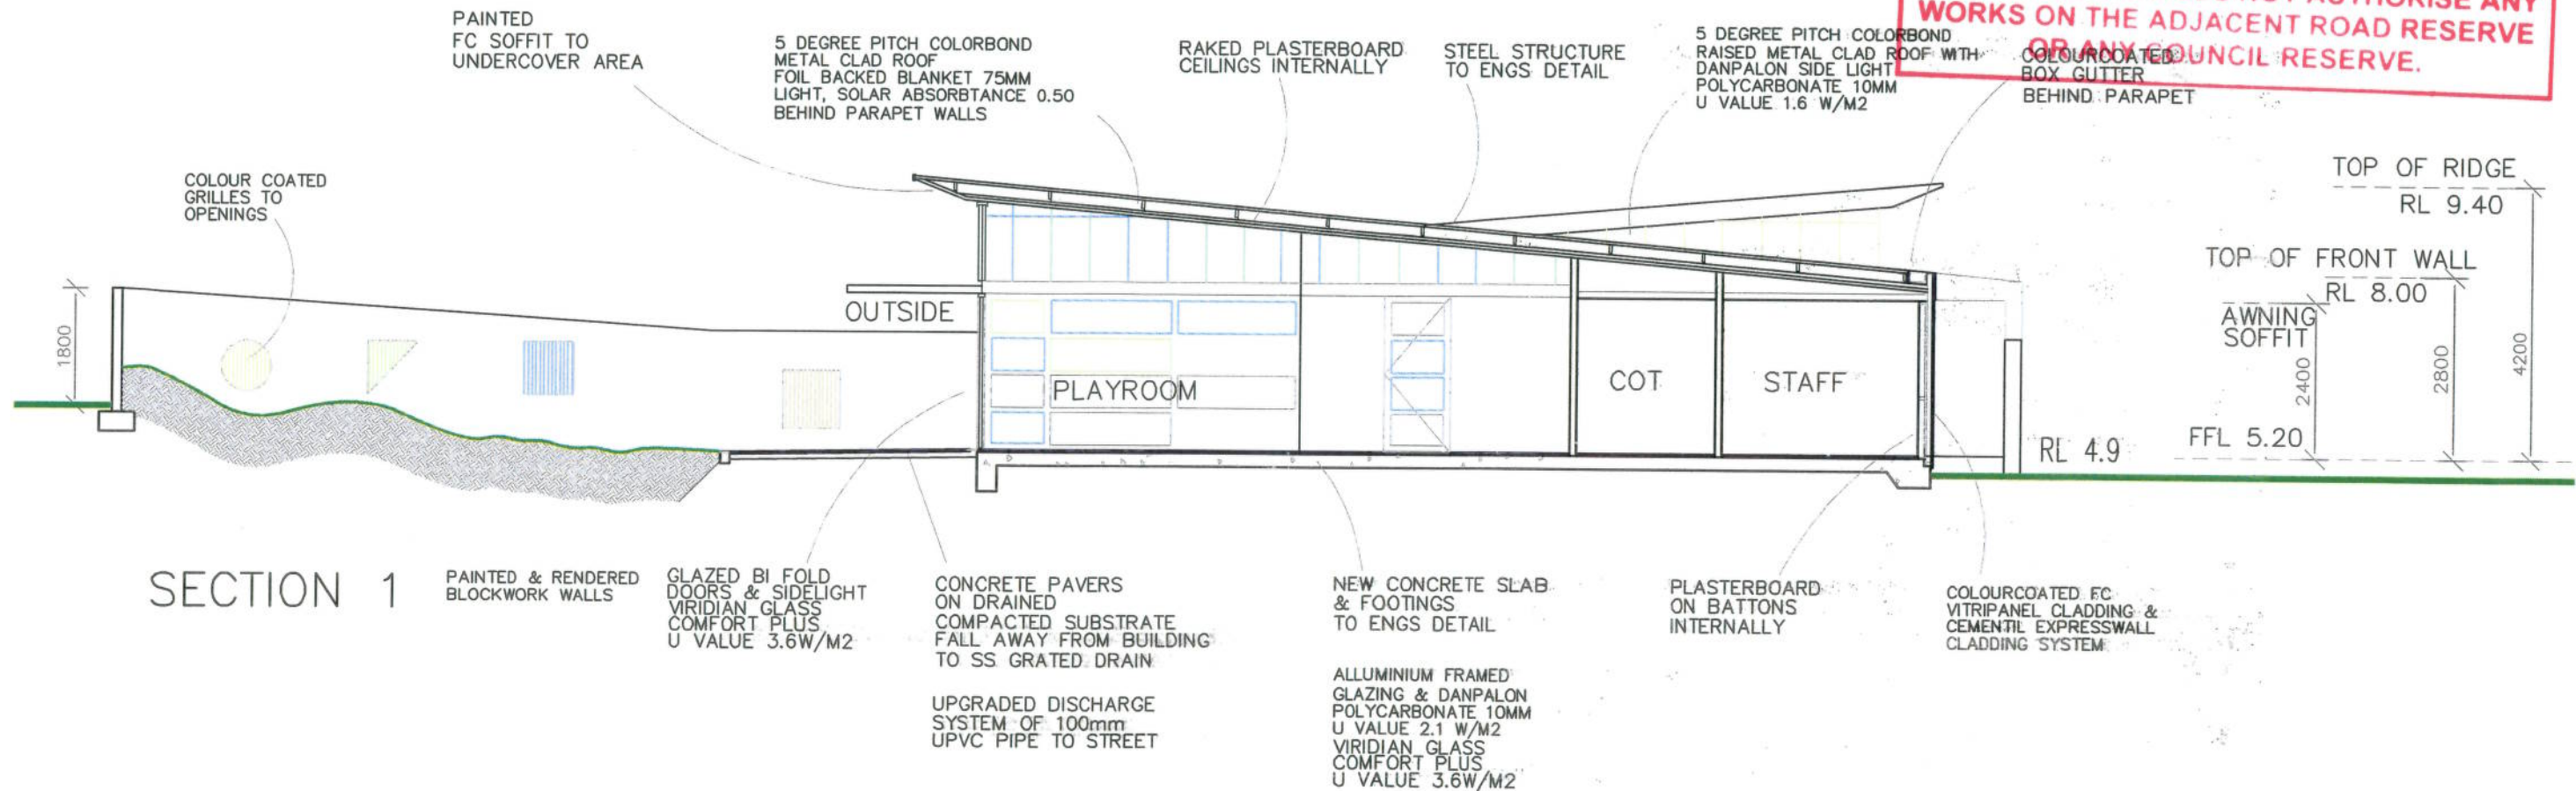 PAINTED
FC SOFFIT TO
UNDERCOVER AREA
5 DEGREE PITCH COLORBOND
METAL CLAD ROOF
FOIL BACKED BLANKET 75MM
LIGHT, SOLAR ABSORBTANCE 0.50
BEHIND PARAPET WALLS
RAKED PLASTERBOARD
CEILINGS INTERNALLY
STEEL STRUCTURE
TO ENGS DETAIL
5 DEGREE PITCH COLORBOND
RAISED METAL CLAD ROOF WITH
DANPALON SIDE LIGHT
POLYCARBONATE 10MM
U VALUE 1.6 W/M2
NOT AUTHORISE ANY
WORKS ON THE ADJACENT ROAD RESERVE
OR ANY COUNCIL RESERVE.
COLOURCOATED
BOX GUTTER
BEHIND PARAPET
COLOUR COATED
GRILLES TO
OPENINGS
TOP OF RIDGE
RL 9.40
TOP OF FRONT WALL
RL 8.00
AWNING
SOFFIT
1800
OUTSIDE
PLAYROOM
COT
STAFF
2400
2800
4200
RL 4.9
FFL 5.20
SECTION 1
PAINTED & RENDERED
BLOCKWORK WALLS
GLAZED BI FOLD
DOORS & SIDELIGHT
VIRIDIAN GLASS
COMFORT PLUS
U VALUE 3.6W/M2
CONCRETE PAVERS
ON DRAINED
COMPACTED SUBSTRATE
FALL AWAY FROM BUILDING
TO SS GRATED DRAIN
UPGRADED DISCHARGE
SYSTEM OF 100mm
UPVC PIPE TO STREET
NEW CONCRETE SLAB
& FOOTINGS
TO ENGS DETAIL
ALLUMINIUM FRAMED
GLAZING & DANPALON
POLYCARBONATE 10MM
U VALUE 2.1 W/M2
VIRIDIAN GLASS
COMFORT PLUS
U VALUE 3.6W/M2
PLASTERBOARD
ON BATTONS
INTERNALLY
COLOURCOATED FC
VITRIPANEL CLADDING &
CEMENTIL EXPRESSWALL
CLADDING SYSTEM